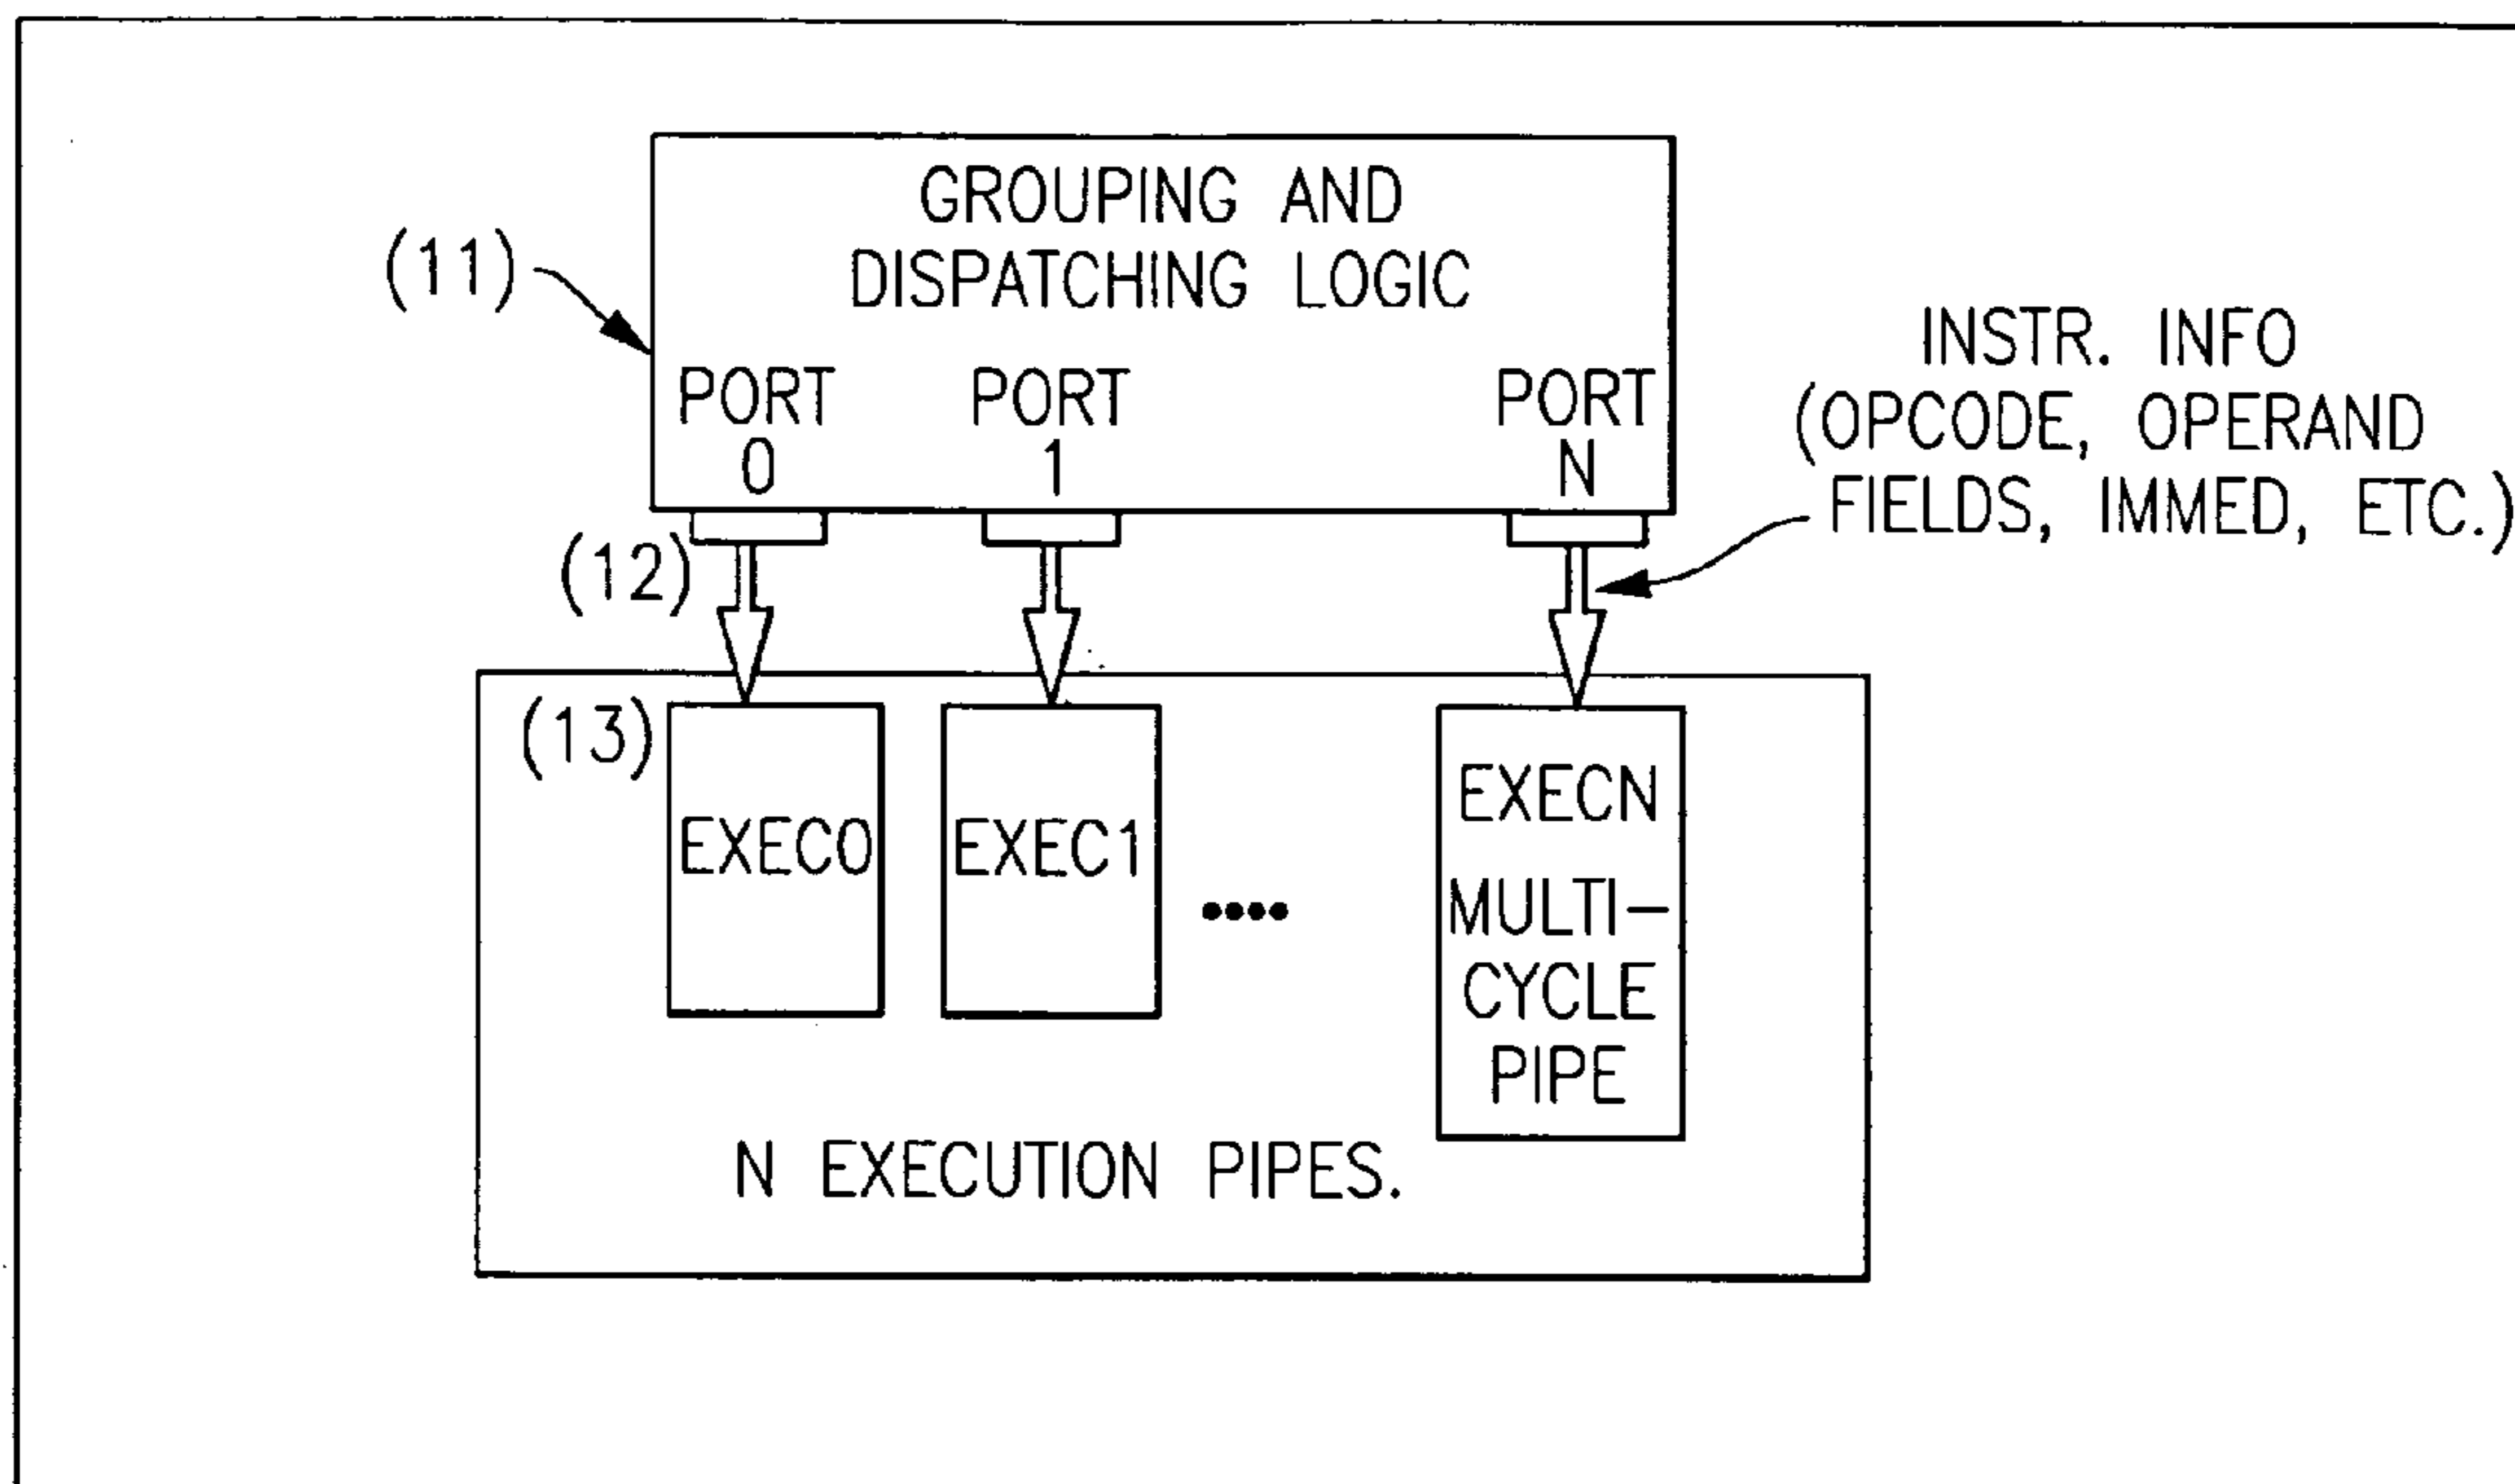 GROUPING AND
DISPATCHING LOGIC
(11)
PORT PORT PORT
0 1 N
INSTR. INFO
(OPCODE, OPERAND
FIELDS, IMMED, ETC.)
(12)
(13)
EXEC0 EXEC1
EXECN
MULTI-
CYCLE
PIPE
N EXECUTION PIPES.